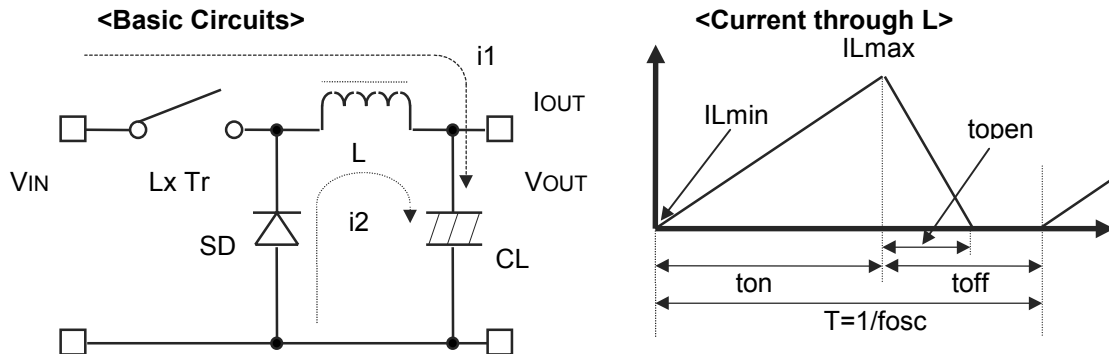 <Basic Circuits>
i1
IOUT
VIN
Lx Tr
L
VOUT
i2
SD
CL
<Current through L>
ILmax
ILmin
topen
ton
toff
T=1/fosc